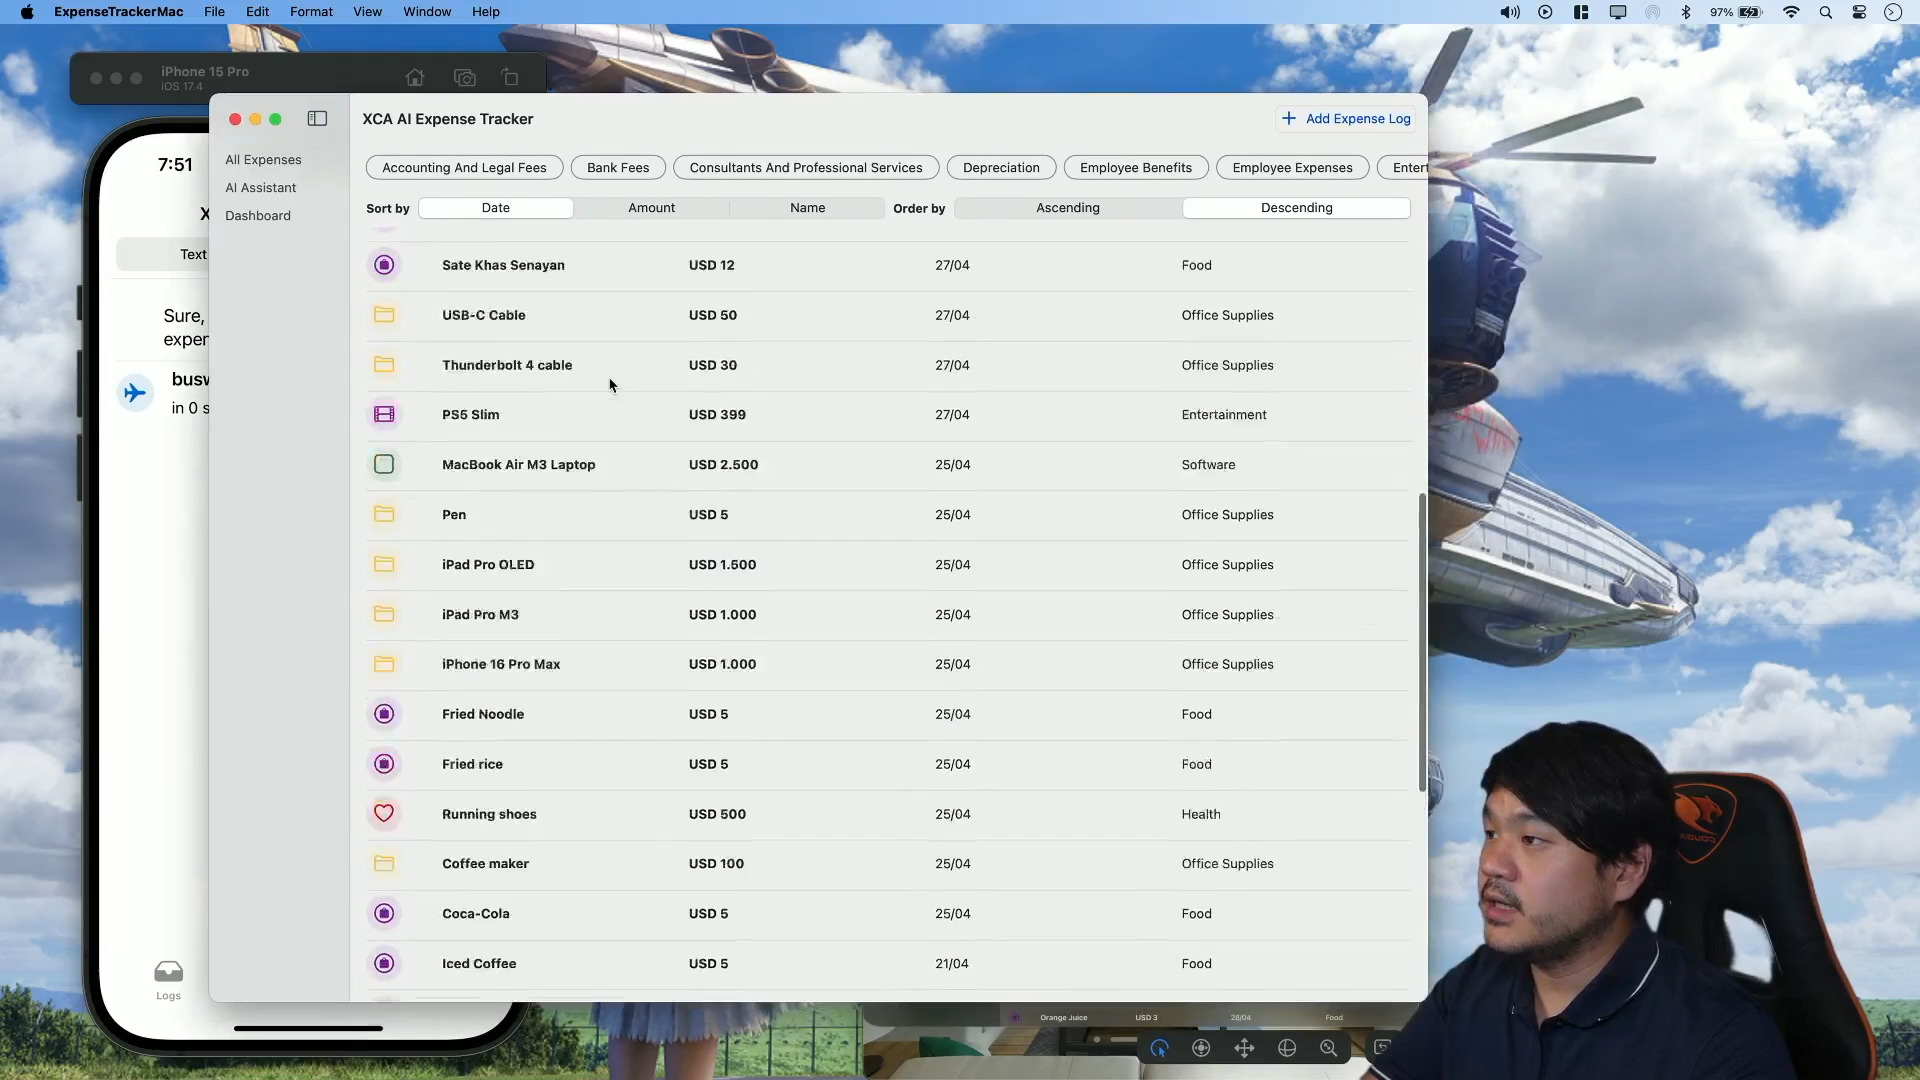 ExpenseTrackerMac File Edit Format View Window Help 97%
iPhone 15 Pro
iOS 17.4
XCA AI Expense Tracker
+ Add Expense Log
7:51
All Expenses
AI Assistant
Dashboard
X
Text
Sure,
in 0 s
Logs
Accounting And Legal Fees Bank Fees Consultants And Professional Services Depreciation Employee Benefits Employee Expenses Entert
Sort by Date Amount Name Order by Ascending Descending
Sate Khas Senayan USD 12 27/04 Food
USB-C Cable USD 50 27/04 Office Supplies
Thunderbolt 4 cable USD 30 27/04 Office Supplies
PS5 Slim USD 399 27/04 Entertainment
MacBook Air M3 Laptop USD 2.500 25/04 Software
Pen USD 5 25/04 Office Supplies
iPad Pro OLED USD 1.500 25/04 Office Supplies
iPad Pro M3 USD 1.000 25/04 Office Supplies
iPhone 16 Pro Max USD 1.000 25/04 Office Supplies
Fried Noodle USD 5 25/04 Food
Fried rice USD 5 25/04 Food
Running shoes USD 500 25/04 Health
Coffee maker USD 100 25/04 Office Supplies
Coca-Cola USD 5 25/04 Food
Iced Coffee USD 5 21/04 Food
Orange Juice USD 3 28/04 Food